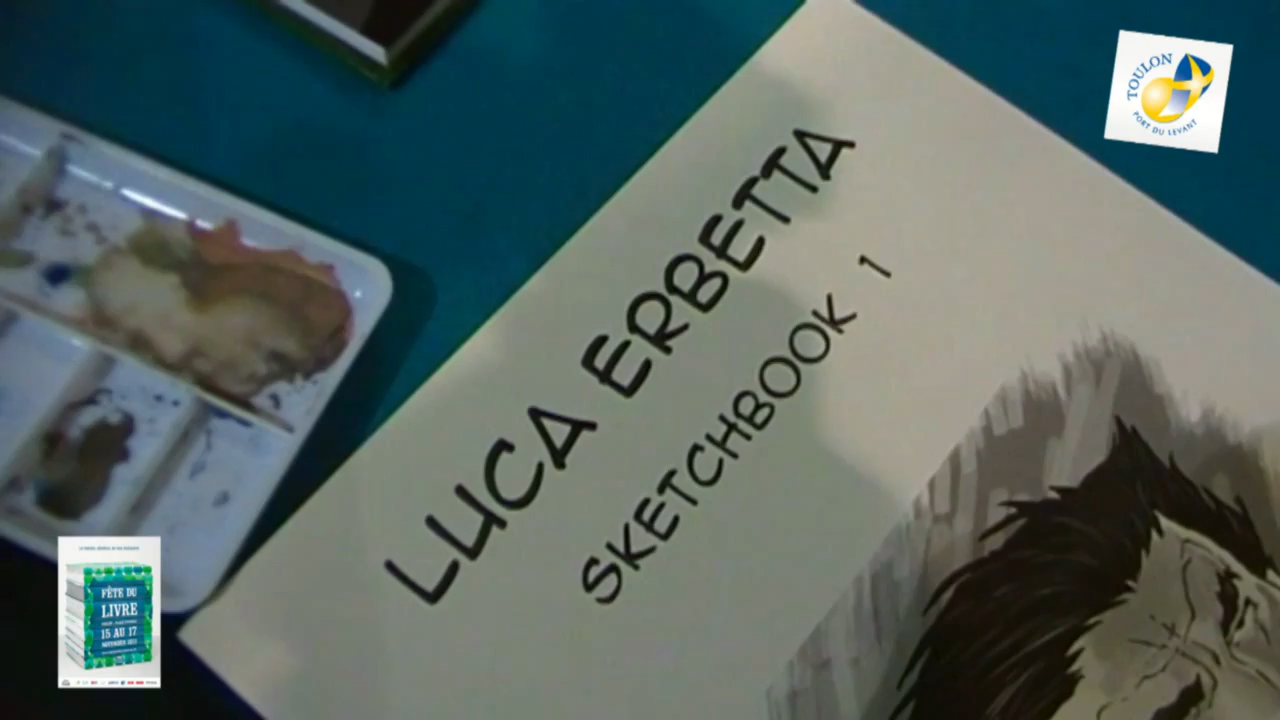 LUCA ERBETTA
SKETCHBOOK 1
TOULON
PORT DU LEVANT
FÊTE DU
LIVRE
15 AU 17